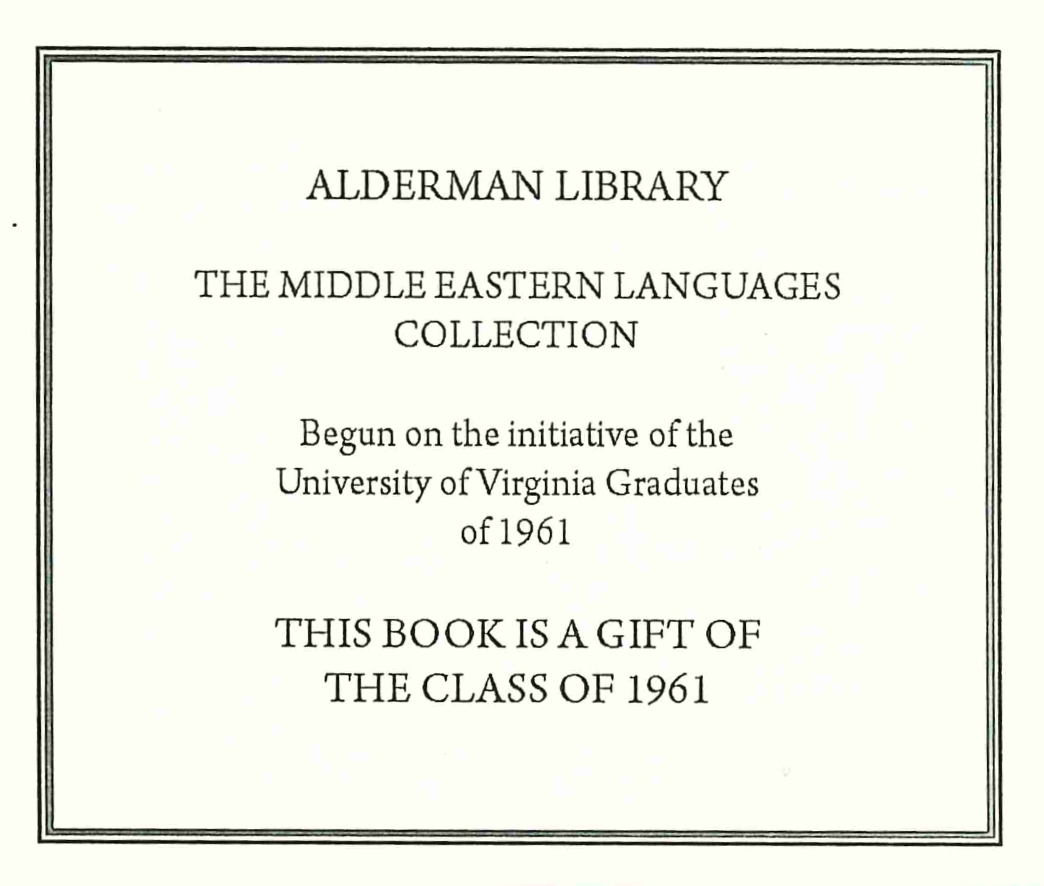 ALDERMAN LIBRARY
THE MIDDLE EASTERN LANGUAGES
COLLECTION
Begun on the initiative of the
University of Virginia Graduates
of 1961
THIS BOOK IS A GIFT OF
THE CLASS OF 1961